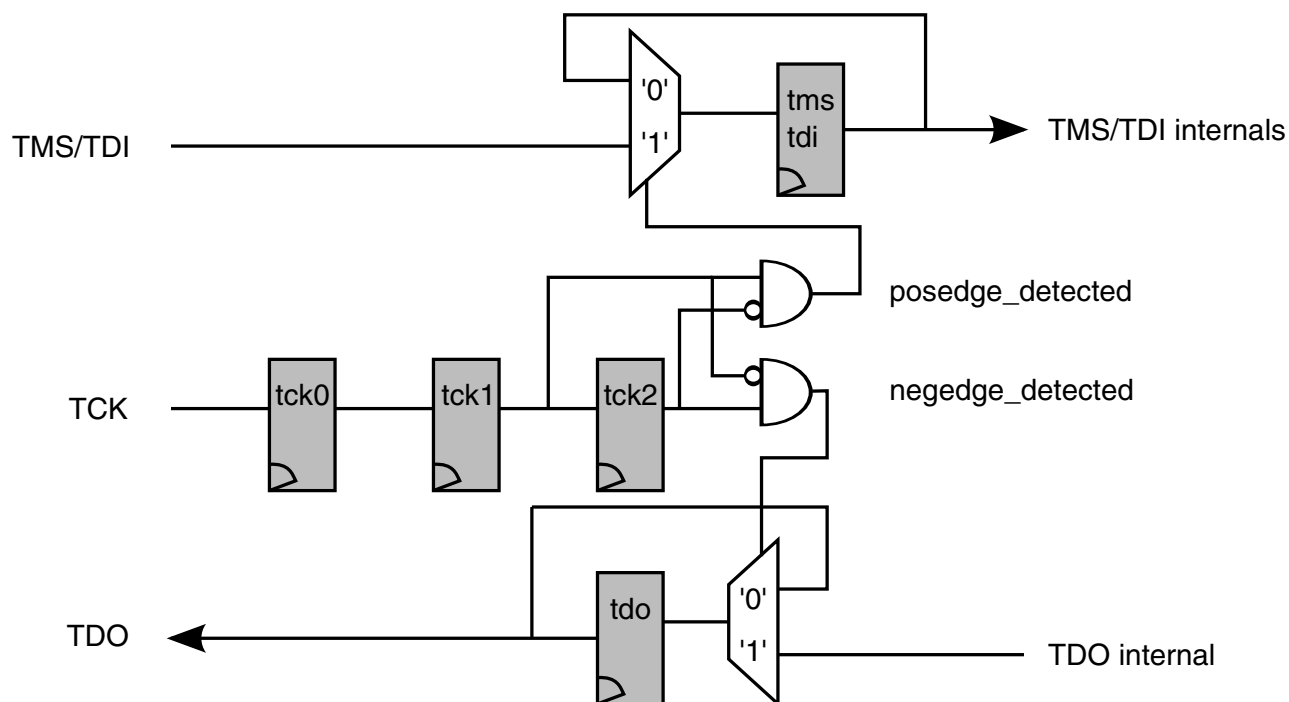 '0'
tms
TMS/TDI
'1'
tdi
TMS/TDI internals
posedge_detected
TCK
tck0
tck1
tck2
negedge_detected
'0'
tdo
TDO
'1'
TDO internal